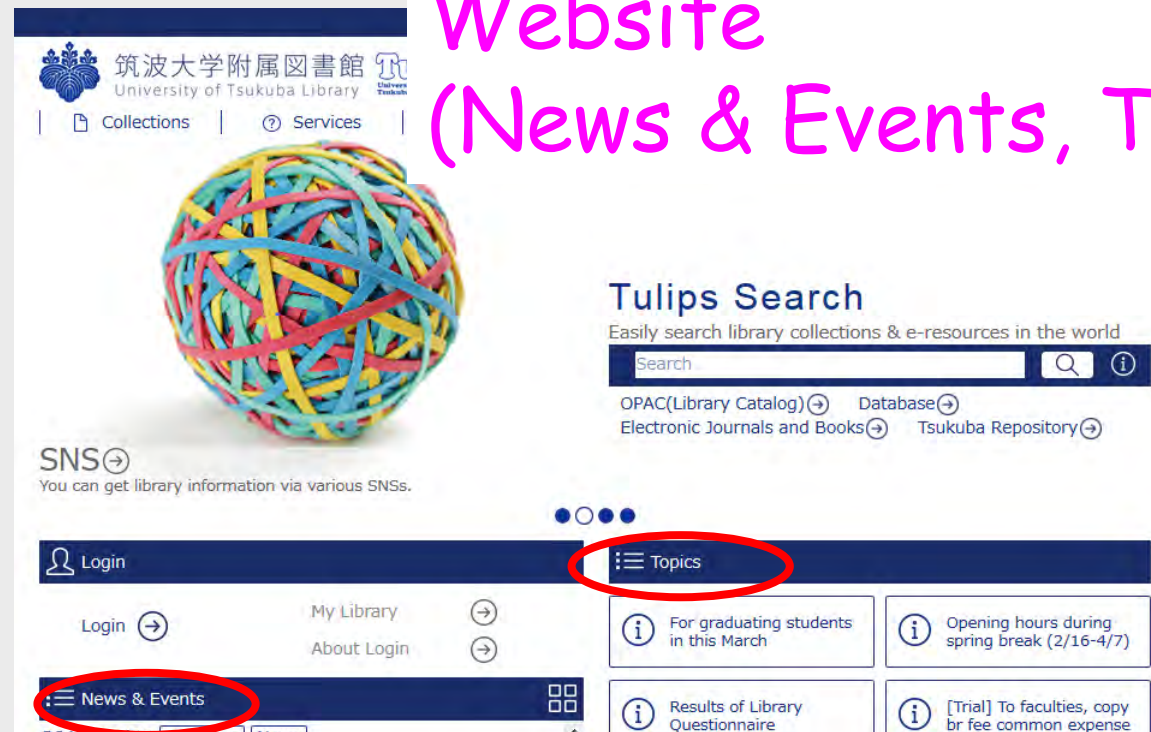 Website
(News & Events, T
筑波大学附属図書館
University of Tsukuba Library
Collections
Services
Tulips Search
Easily search library collections & e-resources in the world
Search
OPAC(Library Catalog) Database
Electronic Journals and Books Tsukuba Repository
SNS
You can get library information via various SNSs.
Login
Login
My Library
About Login
News & Events
Topics
For graduating students
in this March
Opening hours during
spring break (2/16-4/7)
Results of Library
Questionnaire
[Trial] To faculties, copy
br fee common expense